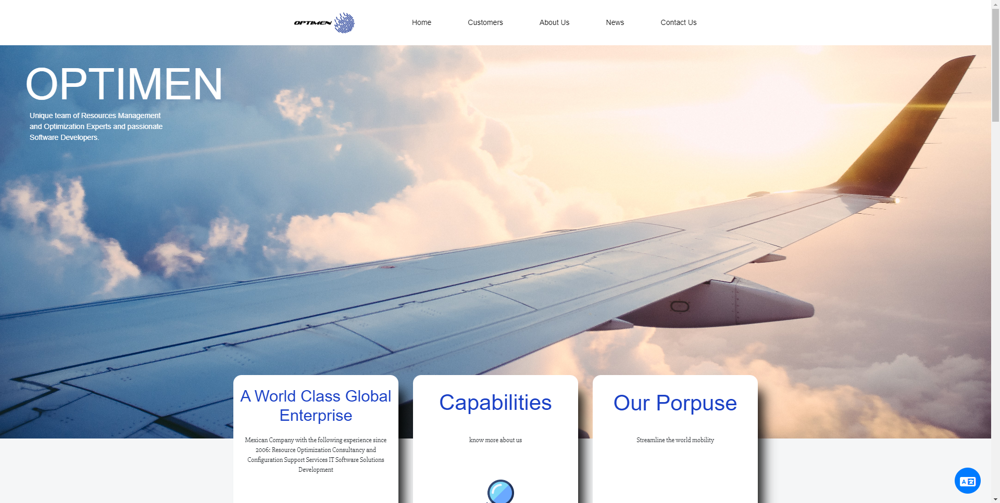 OPTIMEN
Home
Customers
About Us
News
Contact Us
OPTIMEN
Unique team of Resources Management
and Optimization Experts and passionate
Software Developers.
A World Class Global
Enterprise
Mexican Company with the following experience since
2006: Resource Optimization Consultancy and
Configuration Support Services IT Software Solutions
Development
Capabilities
know more about us
Our Porpuse
Streamline the world mobility
A 文